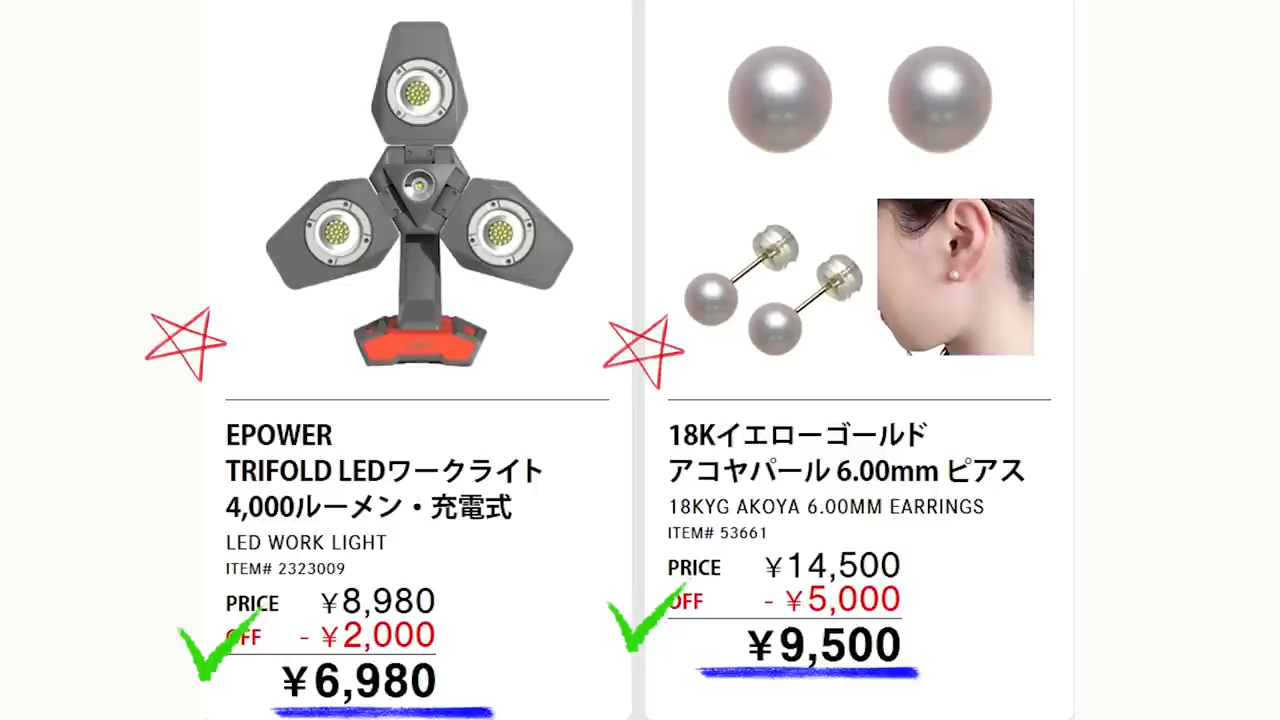 EPOWER
TRIFOLD LEDワークライト
4,000ルーメン・充電式
LED WORK LIGHT
ITEM# 2323009
PRICE ¥8,980
OFF - ¥2,000
¥6,980
18Kイエローゴールド
アコヤパール 6.00mm ピアス
18KYG AKOYA 6.00MM EARRINGS
ITEM# 53661
PRICE ¥14,500
OFF - ¥5,000
¥9,500